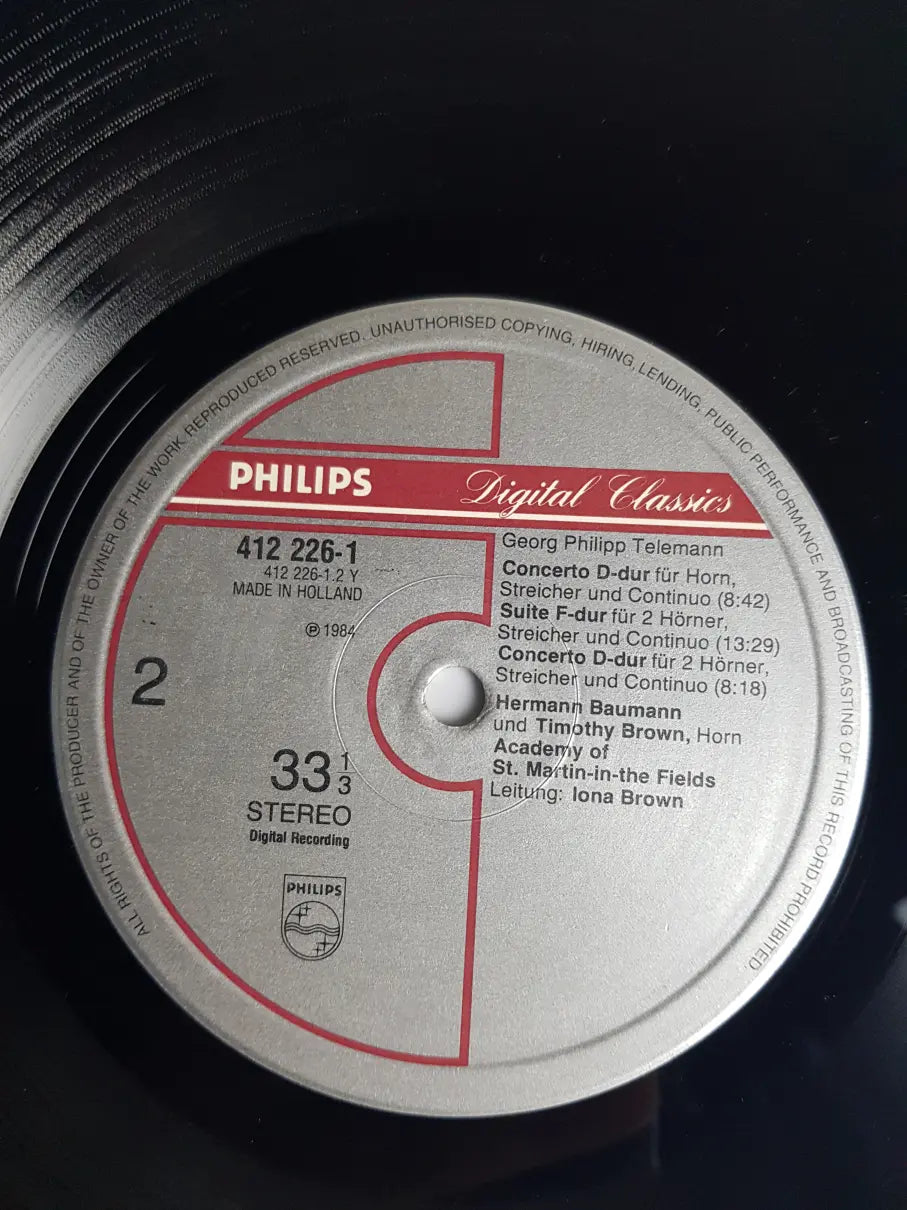 ALL RIGHTS OF THE PRODUCER AND OF THE OWNER OF THE WORK REPRODUCED RESERVED. UNAUTHORISED COPYING, HIRING, LENDING, PUBLIC PERFORMANCE AND BROADCASTING OF THIS RECORD PROHIBITED.
PHILIPS Digital Classics
412 226-1
412 226-1.2 Y
MADE IN HOLLAND
℗ 1984
2
33 1/3
STEREO
Digital Recording
PHILIPS
Georg Philipp Telemann
Concerto D-dur für Horn,
Streicher und Continuo (8:42)
Suite F-dur für 2 Hörner,
Streicher und Continuo (13:29)
Concerto D-dur für 2 Hörner,
Streicher und Continuo (8:18)
Hermann Baumann
und Timothy Brown, Horn
Academy of
St. Martin-in-the Fields
Leitung: Iona Brown